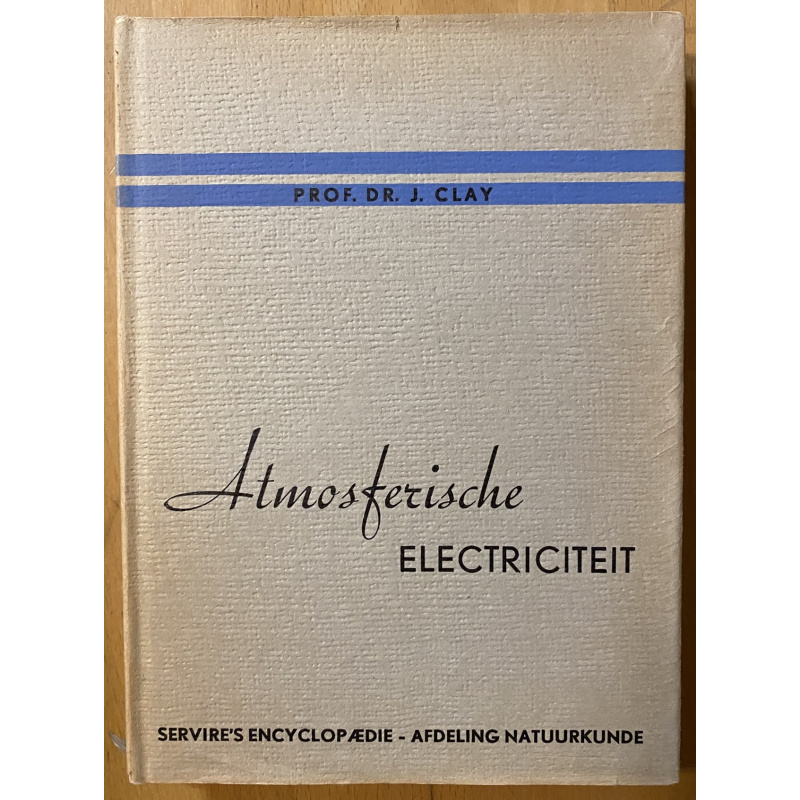 PROF. DR. J. CLAY
Atmosferische
ELECTRICITEIT
SERVIRE'S ENCYCLOPÆDIE - AFDELING NATUURKUNDE